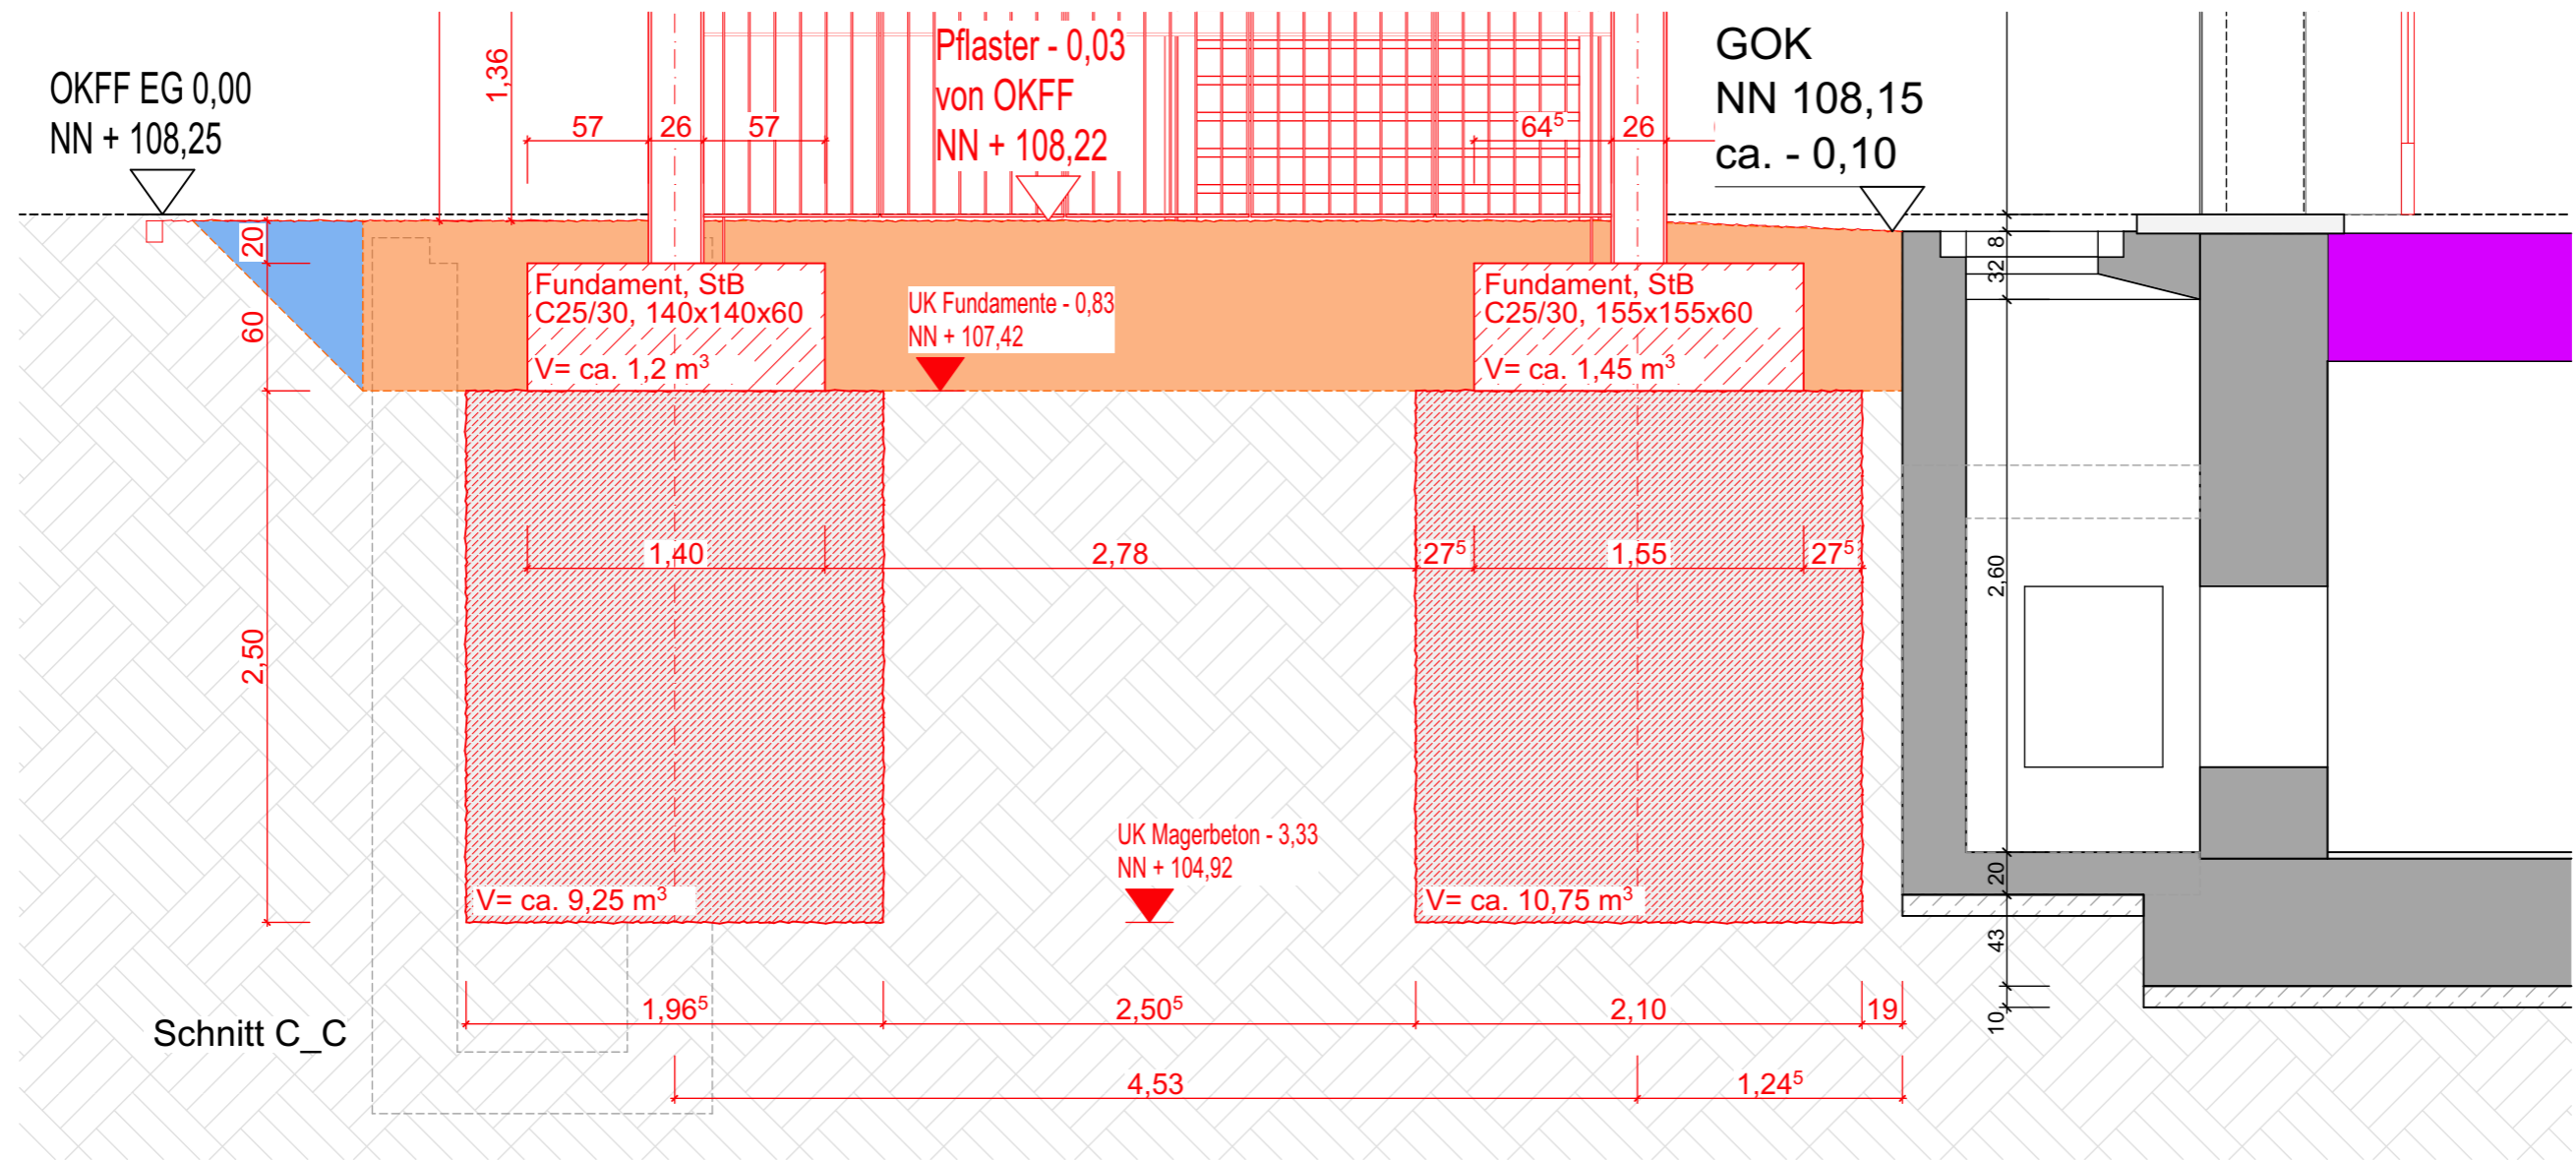 OKFF EG 0,00
NN + 108,25
1,36
57
26
57
Pflaster - 0,03
von OKFF
NN + 108,22
64⁵
26
GOK
NN 108,15
ca. - 0,10
20
60
2,50
Fundament, StB
C25/30, 140x140x60
V= ca. 1,2 m³
UK Fundamente - 0,83
NN + 107,42
Fundament, StB
C25/30, 155x155x60
V= ca. 1,45 m³
8
32
2,60
20
43
10
1,40
2,78
27⁵
1,55
27⁵
UK Magerbeton - 3,33
NN + 104,92
V= ca. 9,25 m³
V= ca. 10,75 m³
1,96⁵
2,50⁵
2,10
19
Schnitt C_C
4,53
1,24⁵